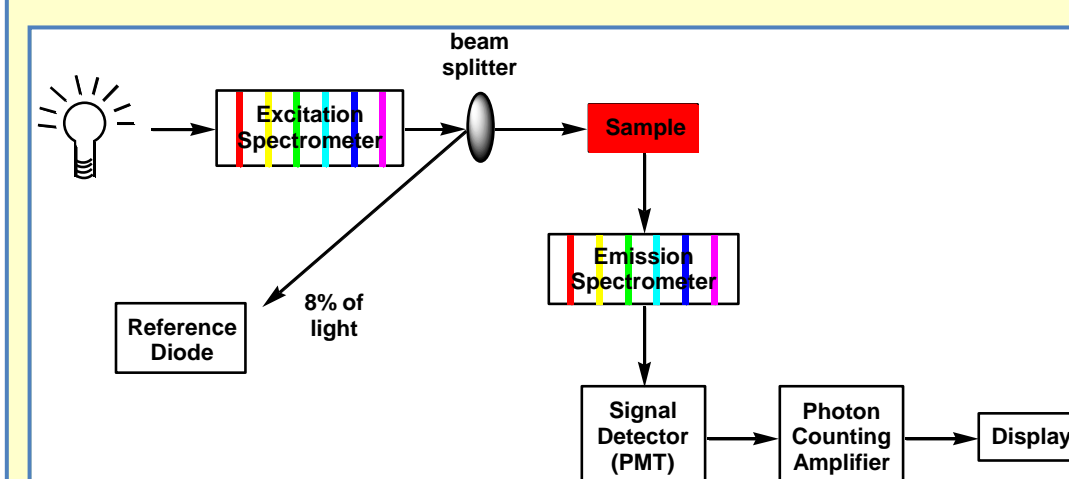 beam
splitter
Excitation
Spectrometer
Sample
Emission
Spectrometer
8% of
light
Reference
Diode
Signal
Detector
(PMT)
Photon
Counting
Amplifier
Display